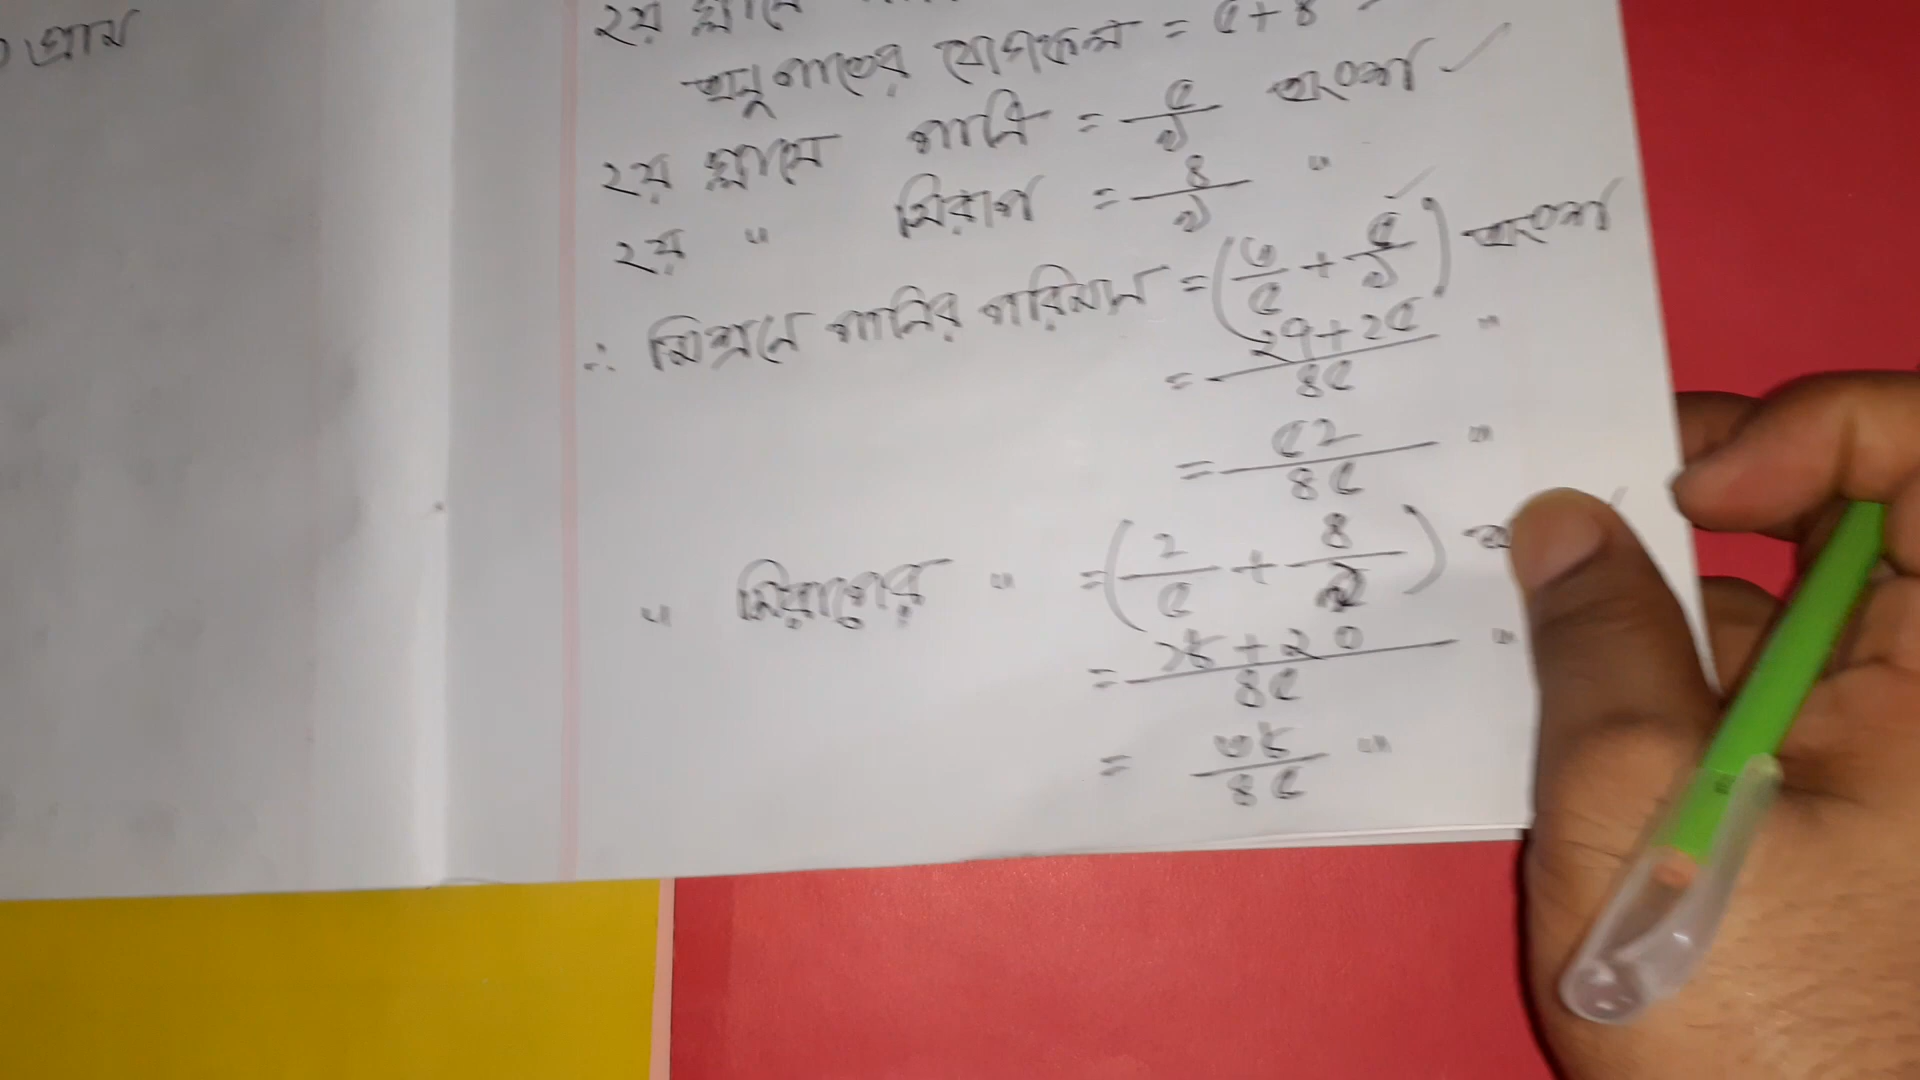 গ্রাম
২য় গ্লাসে
অনুপাতের যোগফল = ৫+৪
২য় গ্লাসে পানি = ৫/৯ অংশ
২য় " সিরাপ = ৪/৯ "
∴ মিশ্রনে পানির পরিমান = (৩/৫ + ৫/৯) অংশ
= ২৭+২৫/৪৫ "
= ৫২/৪৫ "
" সিরাপের " = (২/৫ + ৪/৯)
= ১৮+২০/৪৫ "
= ৩৮/৪৫ "